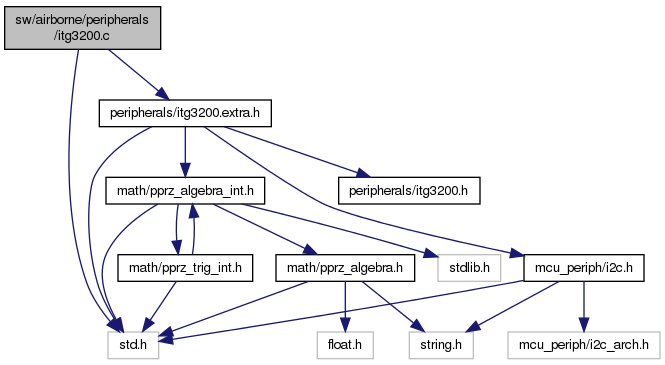 sw/airborne/peripherals
/itg3200.c
peripherals/itg3200.extra.h
math/pprz_algebra_int.h
peripherals/itg3200.h
math/pprz_trig_int.h
math/pprz_algebra.h
stdlib.h
mcu_periph/i2c.h
std.h
float.h
string.h
mcu_periph/i2c_arch.h